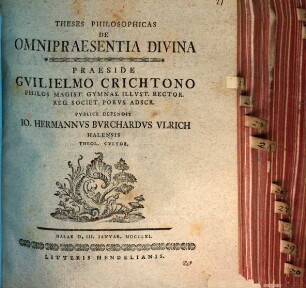 THESES PHILOSOPHICAS
DE
OMNIPRAESENTIA DIVINA
PRAESIDE
GVILIELMO CRICHTONO
PHILOS MAGIST. GYMNAS. ILLVST. RECTOR.
REG. SOCIET. PORVS. ADSCR.
PVBLICE DEFENDIT
IO. HERMANNVS BVRCHARDVS VLRICH
HALENSIS
THEOL. CVLTOR.
HALAE D. III. IANVAR. MDCCLXI.
LITTERIS HENDELIANIS.